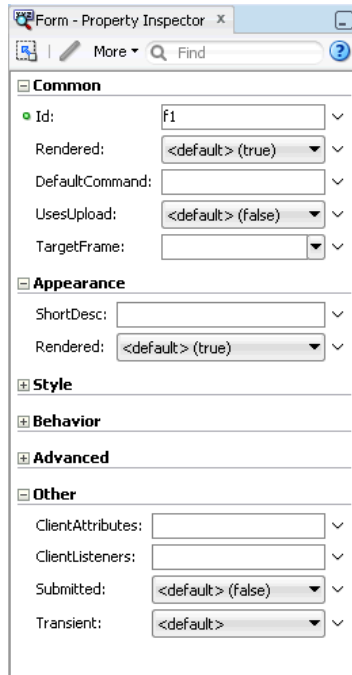 Form - Property Inspector x
More Find ?
Common
Id: f1
Rendered: <default> (true)
DefaultCommand:
UsesUpload: <default> (false)
TargetFrame:
Appearance
ShortDesc:
Rendered: <default> (true)
Style
Behavior
Advanced
Other
ClientAttributes:
ClientListeners:
Submitted: <default> (false)
Transient: <default>